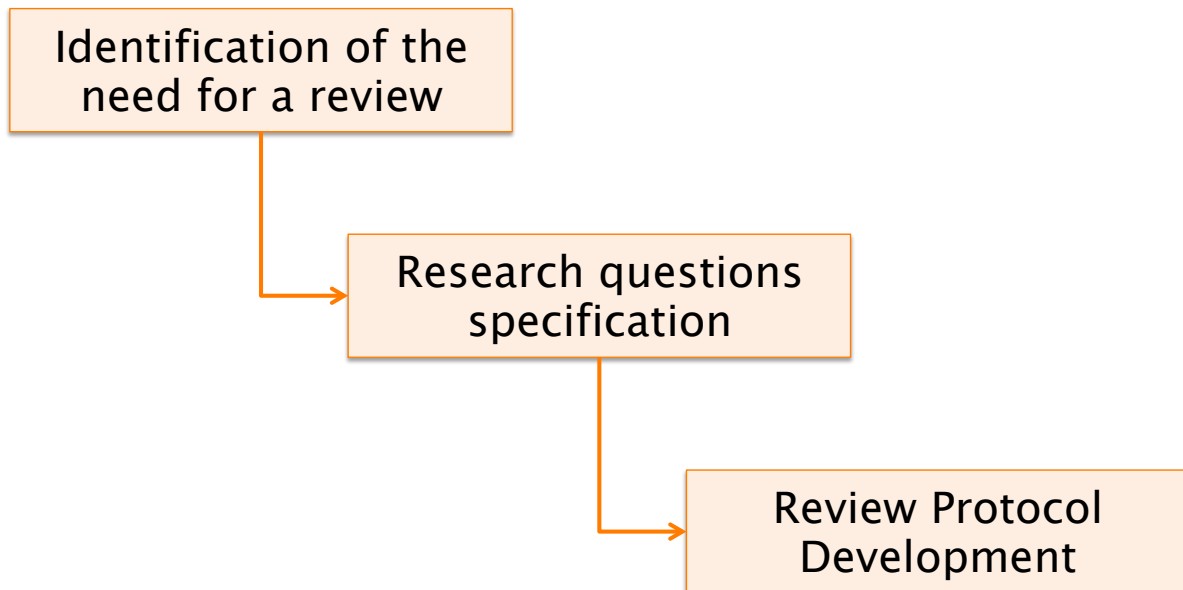 Identification of the
need for a review
Research questions
specification
Review Protocol
Development